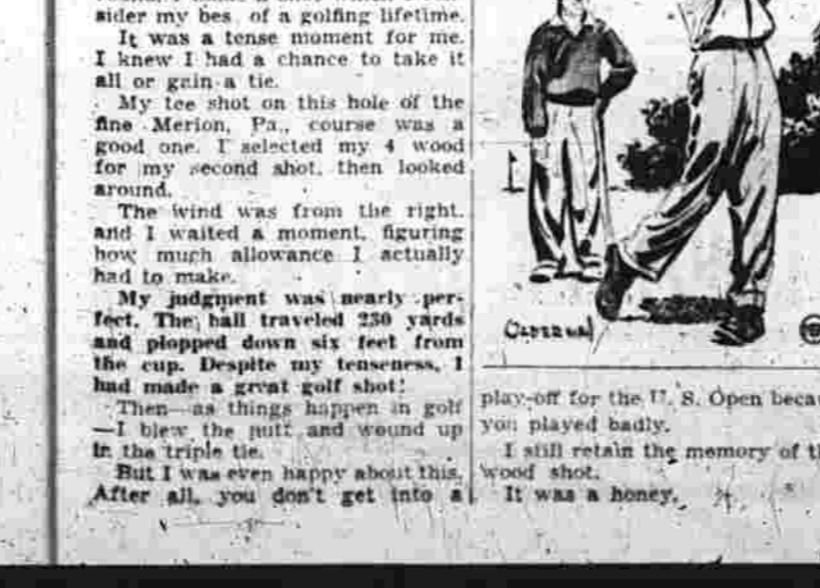 sider my bes of a golfing lifetime.
It was a tense moment for me.
I knew I had a chance to take it
all or gain a tie.
My tee shot on this hole of the
fine Merion, Pa., course was a
good one. I selected my 4 wood
for my second shot, then looked
around.
The wind was from the right,
and I waited a moment, figuring
how much allowance I actually
had to make.
My judgment was nearly per-
fect. The ball traveled 230 yards
and plopped down six feet from
the cup. Despite my tenseness, I
had made a great golf shot!
Then—as things happen in golf
—I blew the putt and wound up
in the triple tie.
But I was even happy about this.
After all, you don't get into a
play-off for the U. S. Open becau
you played badly.
I still retain the memory of th
wood shot.
It was a honey.